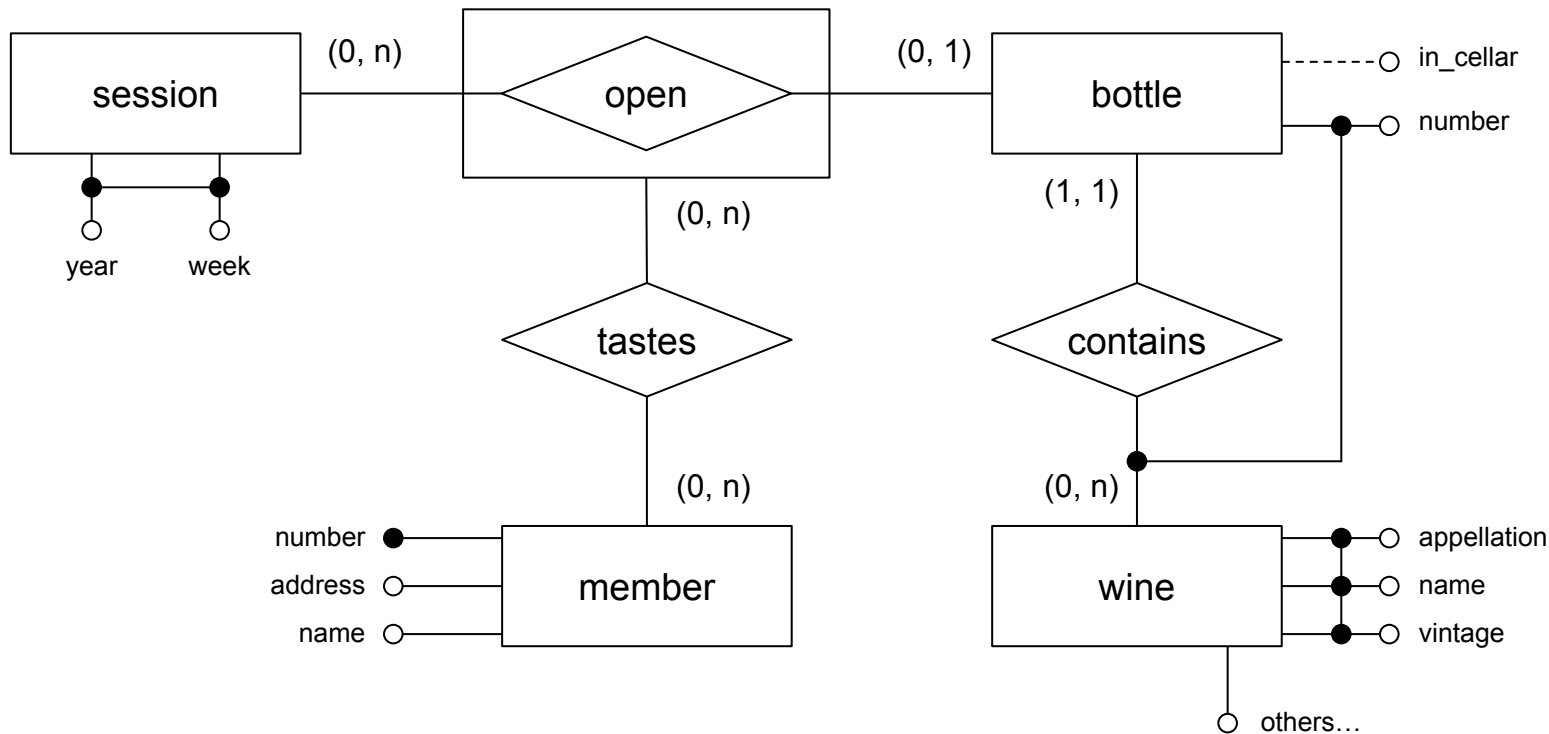 session
(0, n)
open
(0, 1)
bottle
in_cellar
number
year
week
(0, n)
(1, 1)
tastes
contains
(0, n)
(0, n)
number
address
name
member
wine
appellation
name
vintage
others…